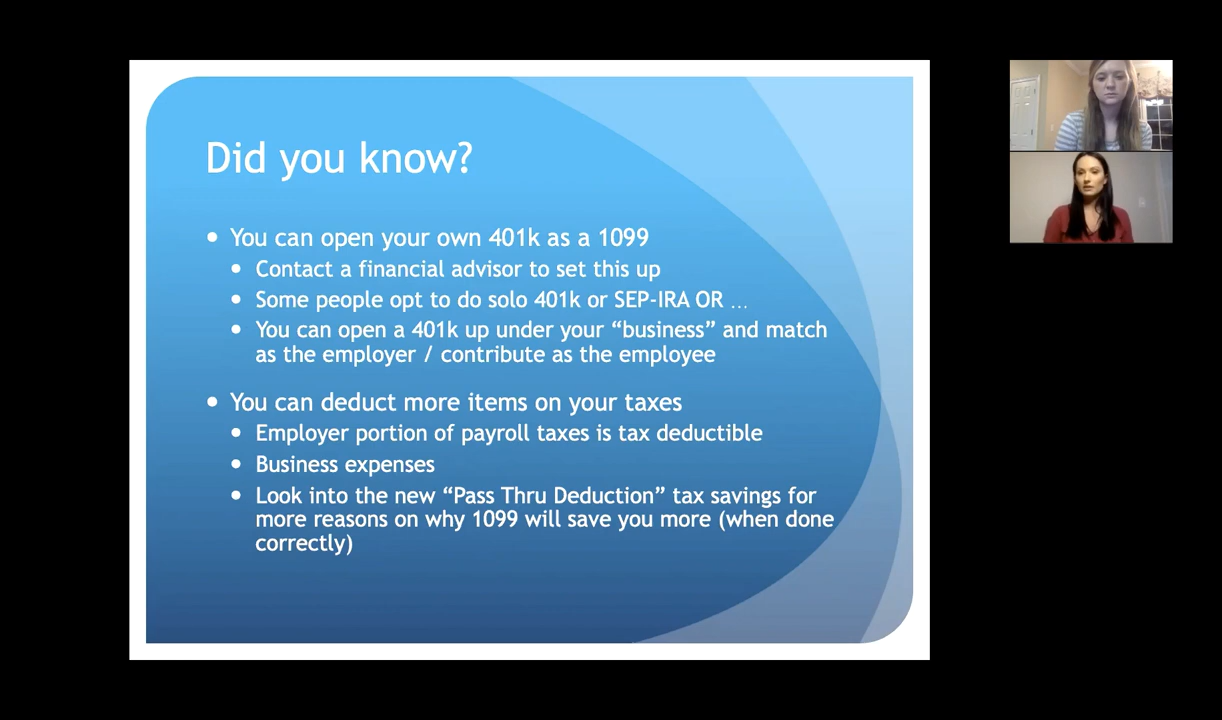 Did you know?
• You can open your own 401k as a 1099
• Contact a financial advisor to set this up
• Some people opt to do solo 401k or SEP-IRA OR …
• You can open a 401k up under your “business” and match
as the employer / contribute as the employee
• You can deduct more items on your taxes
• Employer portion of payroll taxes is tax deductible
• Business expenses
• Look into the new “Pass Thru Deduction” tax savings for
more reasons on why 1099 will save you more (when done
correctly)